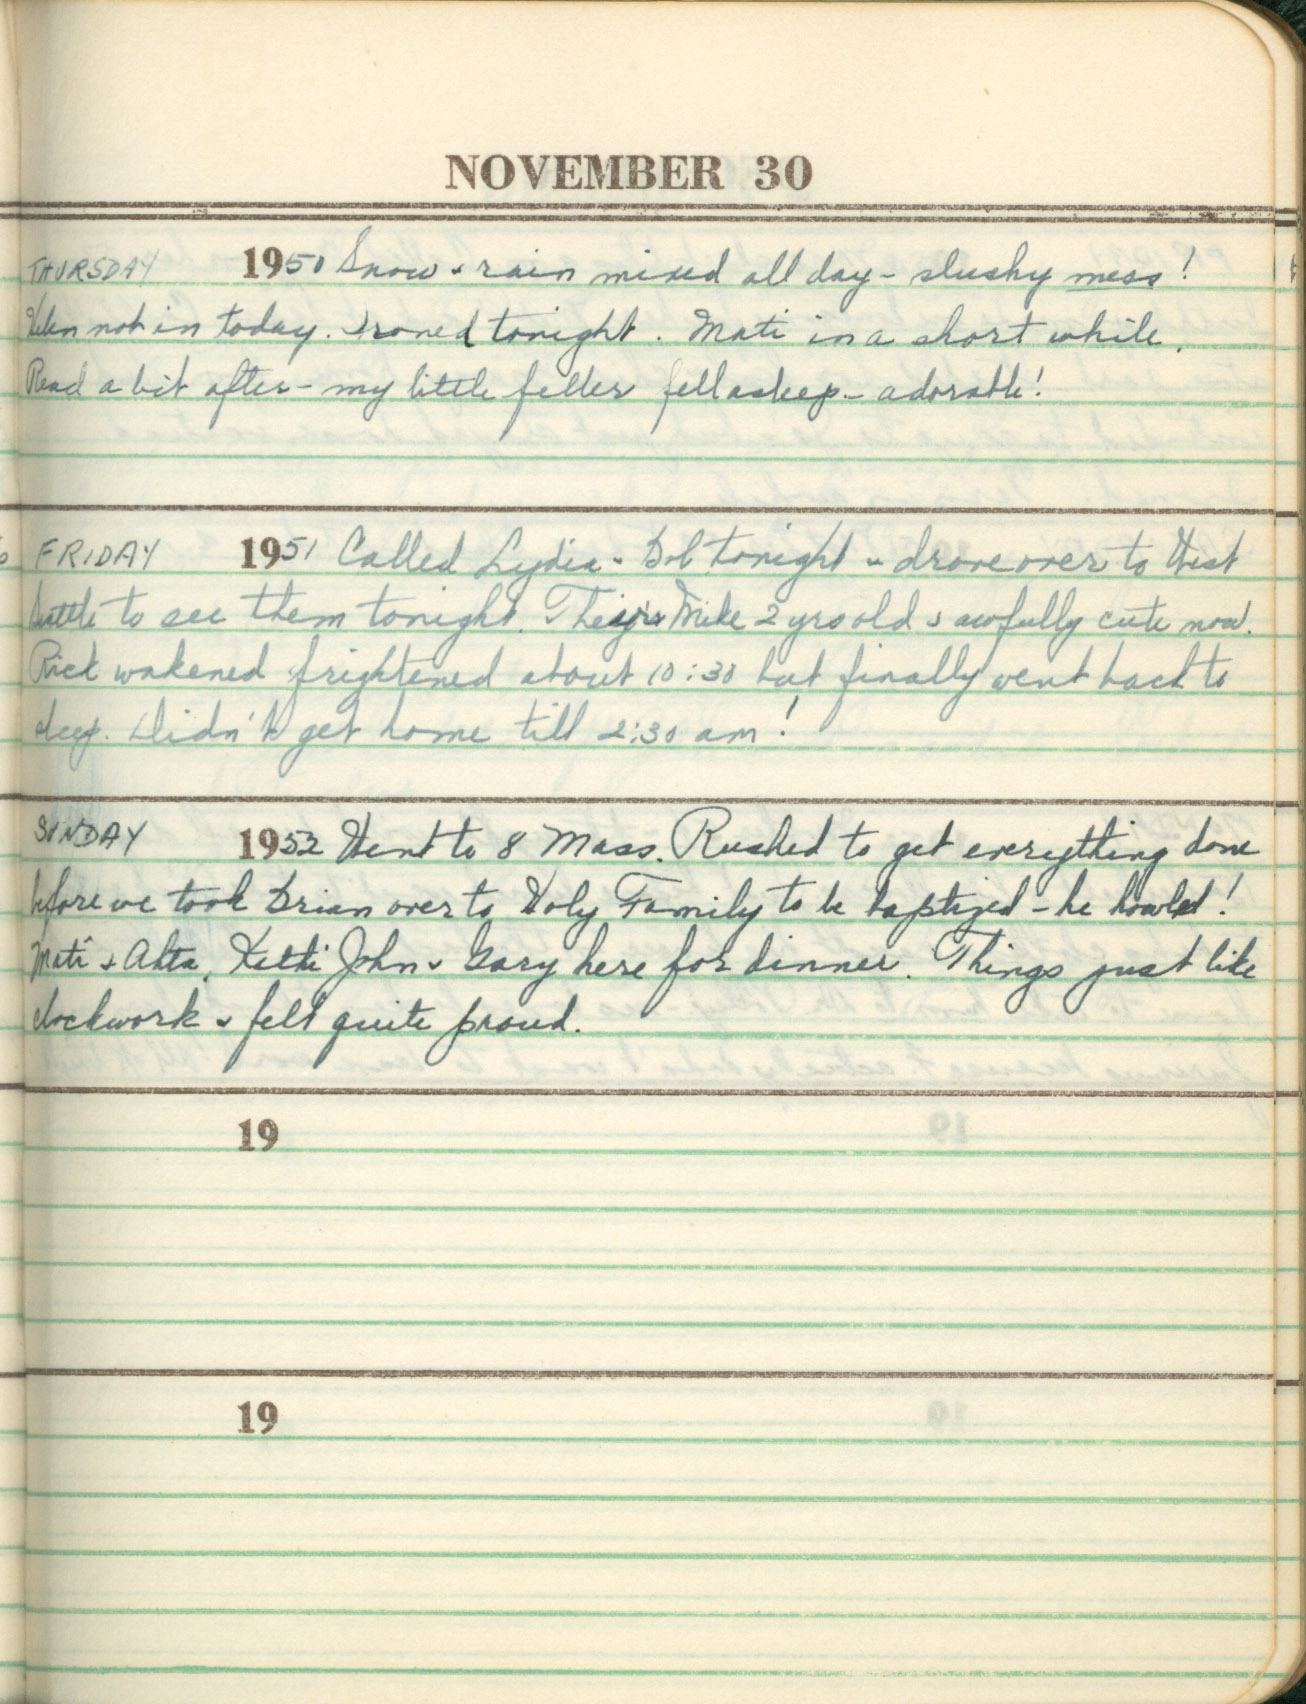 NOVEMBER 30
THURSDAY 1950 Snow & rain mixed all day - slushy mess!
Helen not in today. Ironed tonight. Mati in a short while.
Read a bit after - my little feller fell asleep - adorable!
FRIDAY 1951 Called Lydia & Bob tonight & drove over to West
Seattle to see them tonight. Their Mike 2 yrs old & awfully cute now.
Rick wakened frightened about 10:30 but finally went back to
sleep. Didn't get home till 2:30 am!
SUNDAY 1952 Went to 8 Mass. Rushed to get everything done
before we took Brian over to Holy Family to be baptized - he howled!
Mati & Ahta, Kethi John & Gary here for dinner. Things just like
clockwork & felt quite proud.
19
19